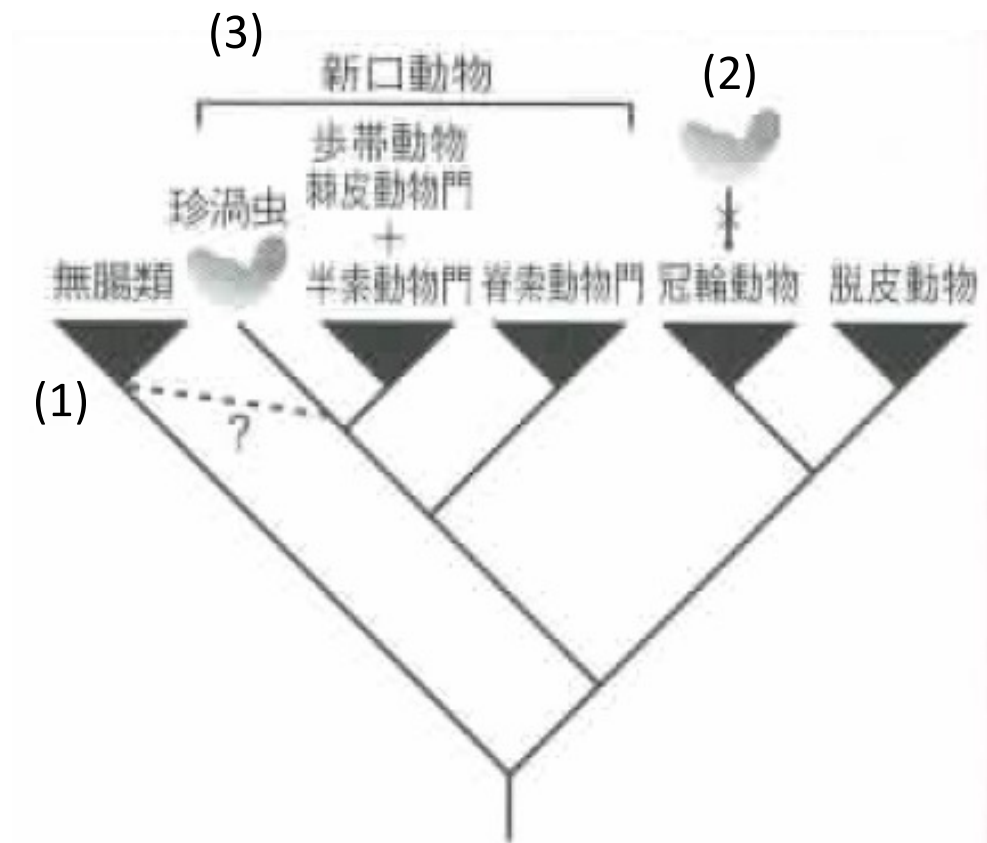 (3)
新口動物
(2)
歩帯動物
棘皮動物門
+
珍渦虫
無腸類
半索動物門
脊索動物門
冠輪動物
脱皮動物
(1)
?